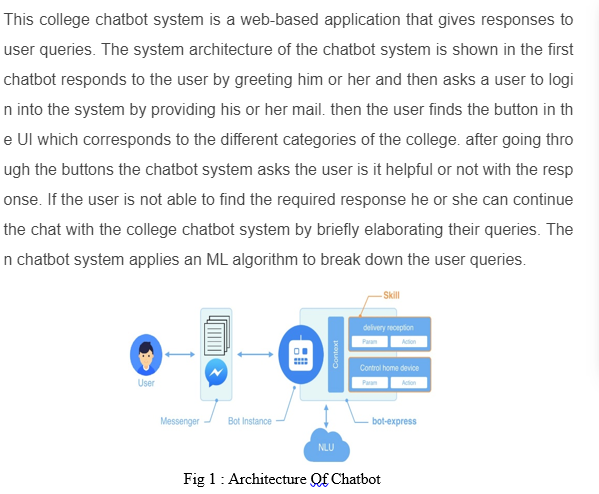 This college chatbot system is a web-based application that gives responses to
user queries. The system architecture of the chatbot system is shown in the first
chatbot responds to the user by greeting him or her and then asks a user to logi
n into the system by providing his or her mail. then the user finds the button in th
e UI which corresponds to the different categories of the college. after going thro
ugh the buttons the chatbot system asks the user is it helpful or not with the resp
onse. If the user is not able to find the required response he or she can continue
the chat with the college chatbot system by briefly elaborating their queries. The
n chatbot system applies an ML algorithm to break down the user queries.
Skill
delivery reception
Param Action
Context
Control home device
Param Action
User
Messenger
Bot Instance
bot-express
NLU
Fig 1 : Architecture Of Chatbot